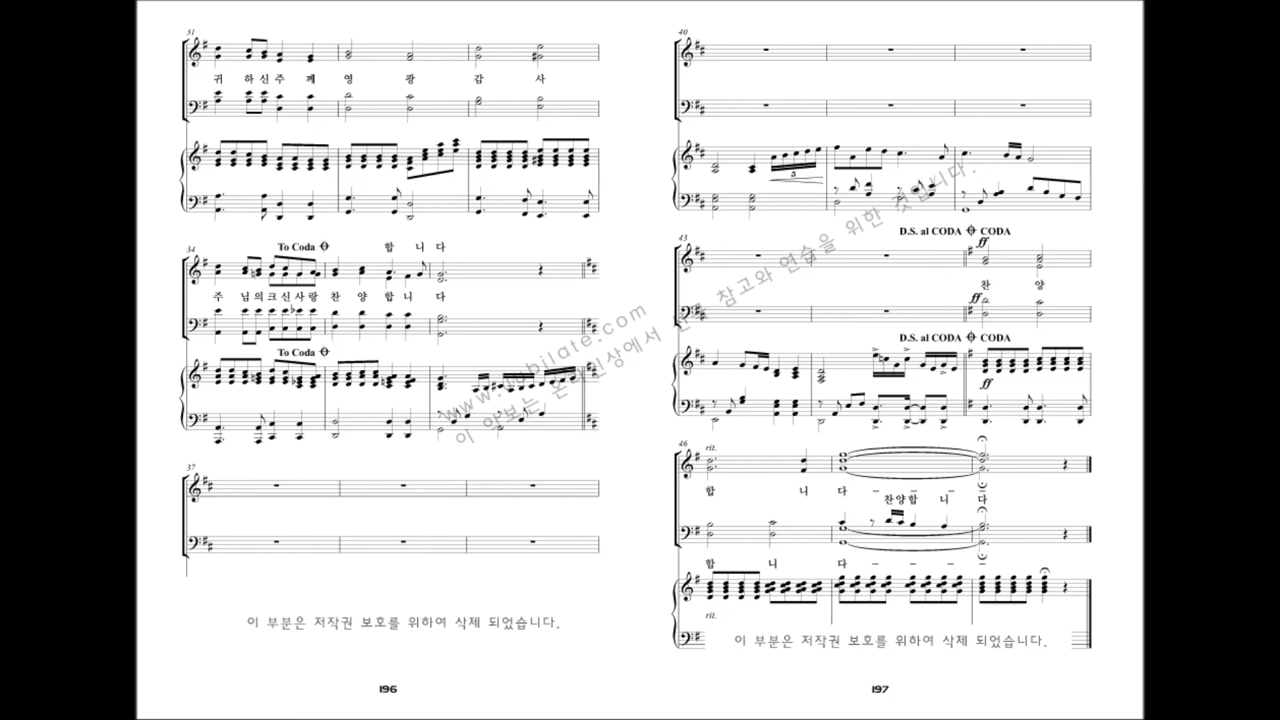 31
귀 하 신 주 께 영 광 감 사
34
To Coda
합 니 다
주 님 의 크 신 사 랑 찬 양 합 니 다
To Coda
37
이 부분은 저작권 보호를 위하여 삭제 되었습니다.
196
40
5
43
D.S. al CODA CODA
ff
찬 양
ff
D.S. al CODA CODA
ff
46
rit.
합 니 다 – – – –
찬양합 니 다
합 니 다 – – – –
rit.
이 부분은 저작권 보호를 위하여 삭제 되었습니다.
197
www.jubilate.com
이 악보는 온라인상에서 참고와 연습을 위한 것입니다.